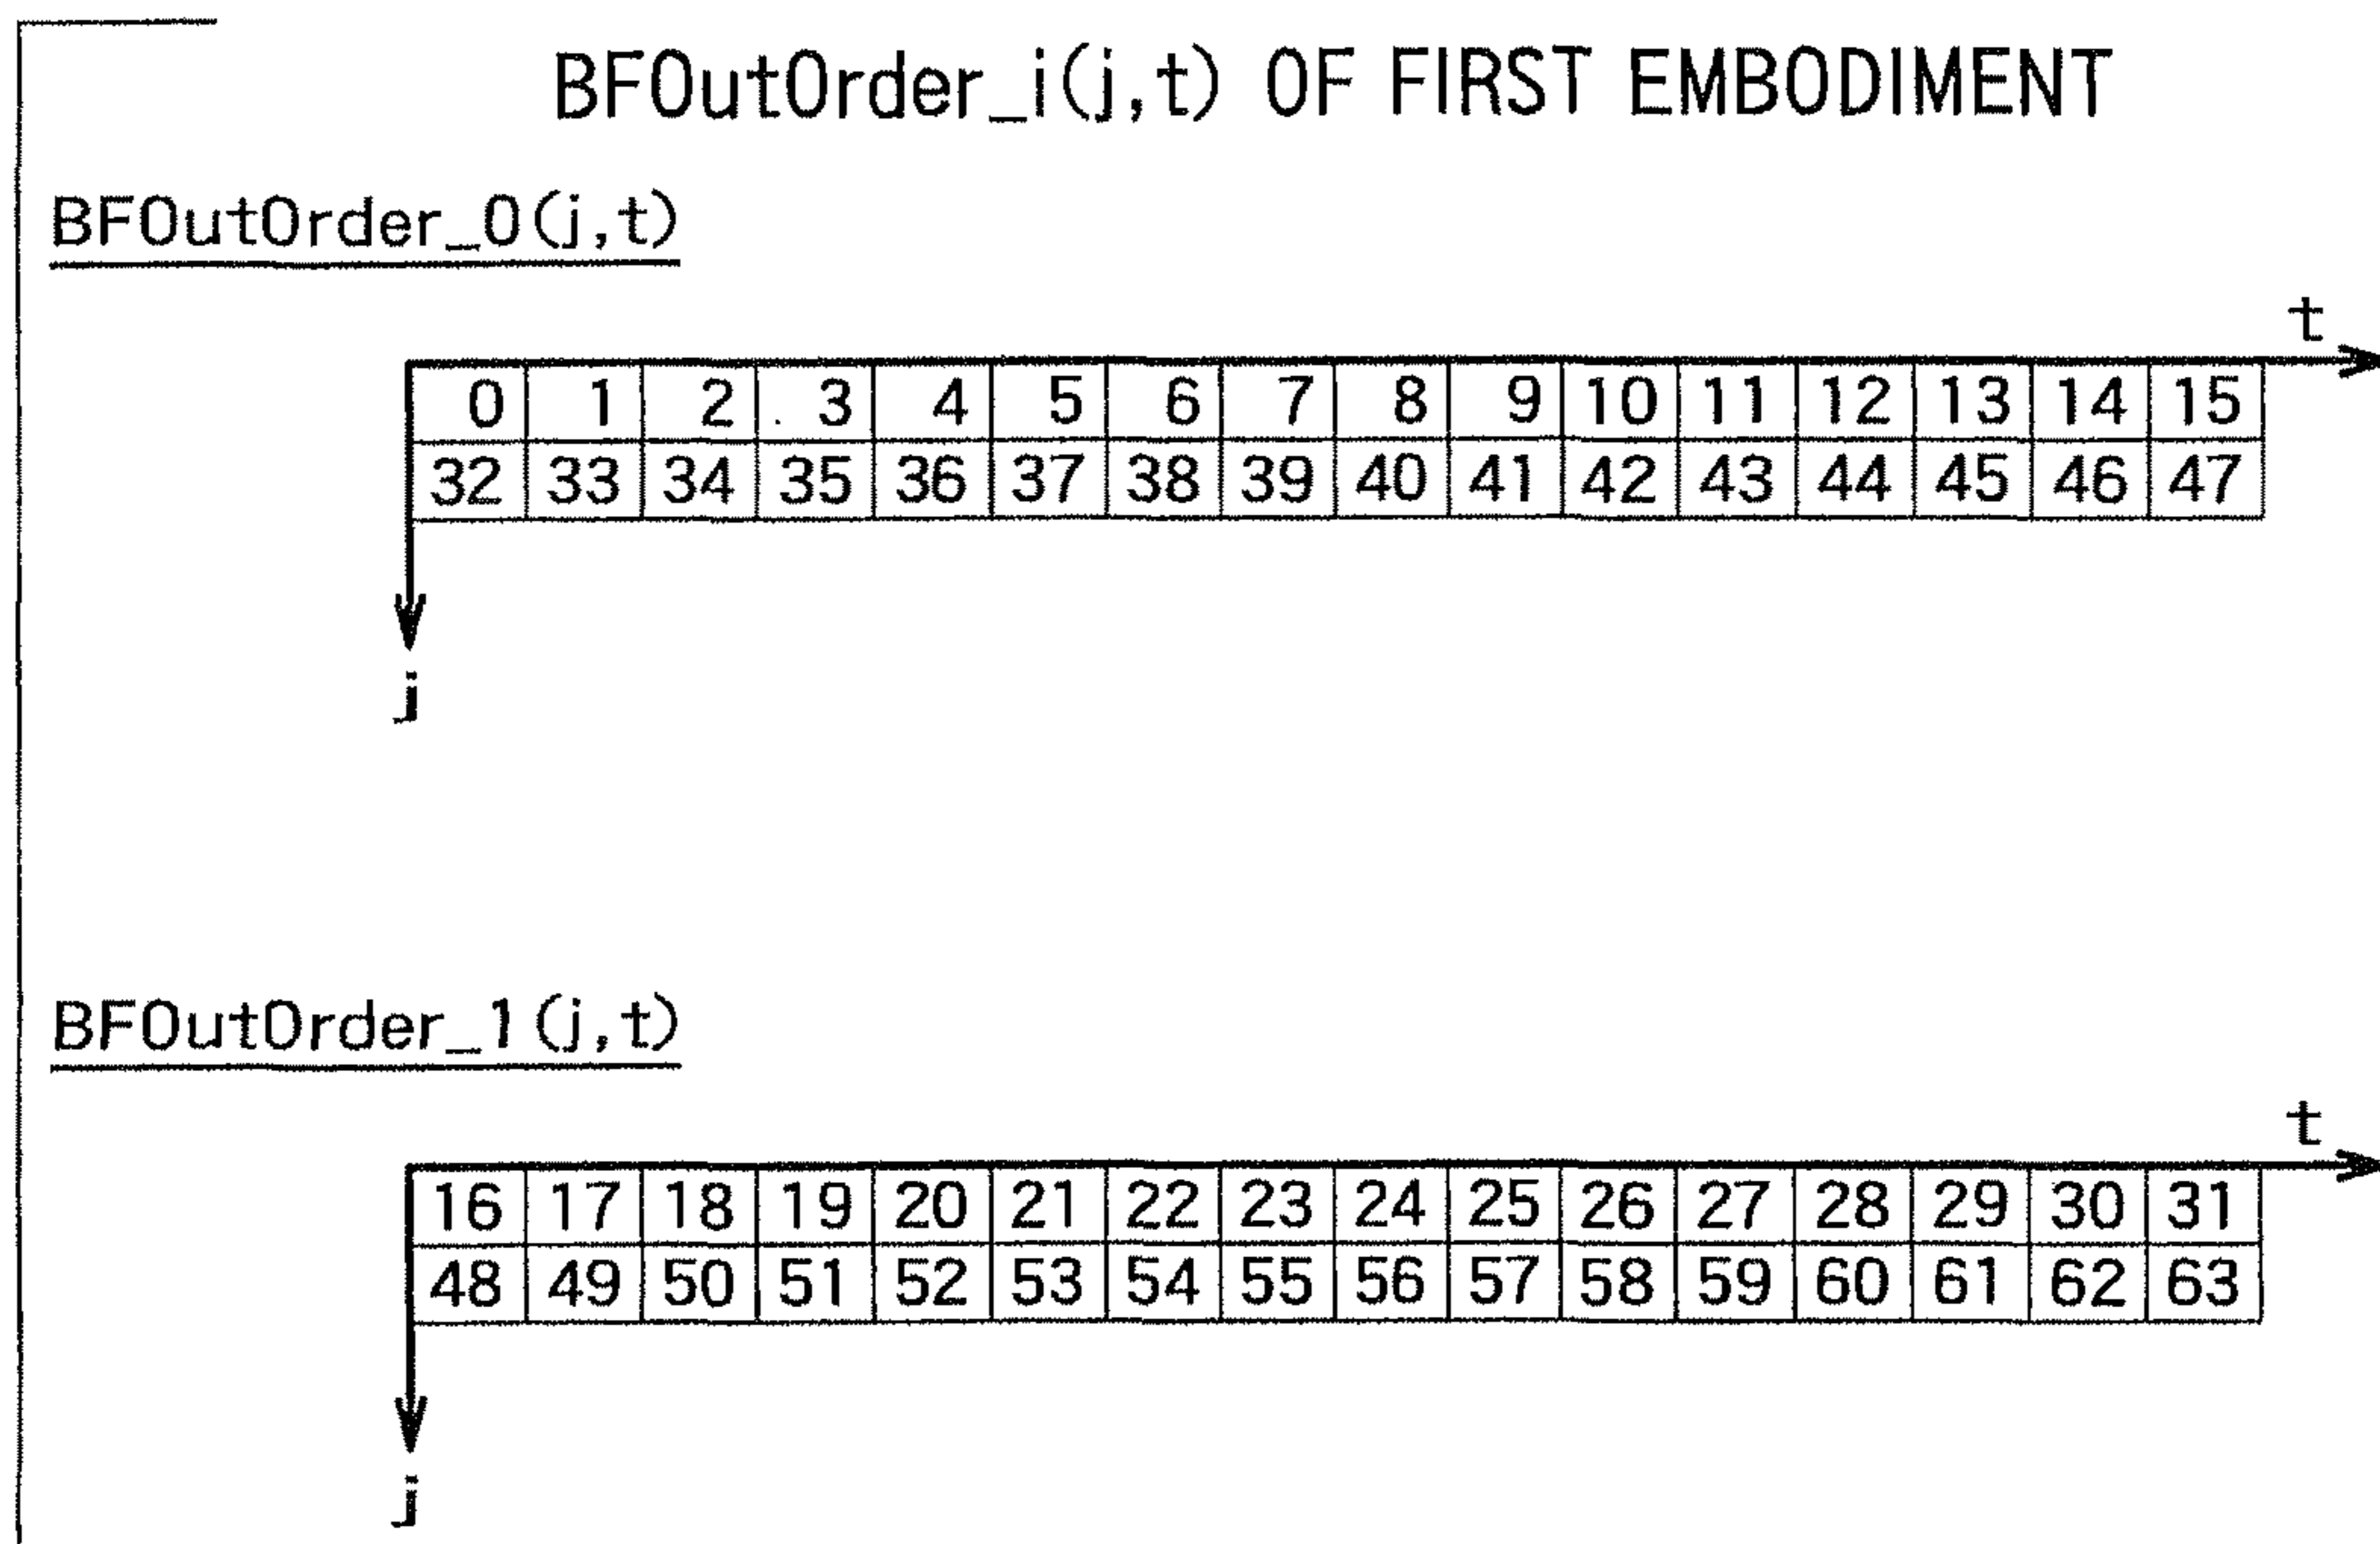 BFOutOrder_i(j,t) OF FIRST EMBODIMENT
BFOutOrder_0(j,t)
t
0 1 2 3 4 5 6 7 8 9 10 11 12 13 14 15
32 33 34 35 36 37 38 39 40 41 42 43 44 45 46 47
j
BFOutOrder_1(j,t)
t
16 17 18 19 20 21 22 23 24 25 26 27 28 29 30 31
48 49 50 51 52 53 54 55 56 57 58 59 60 61 62 63
j